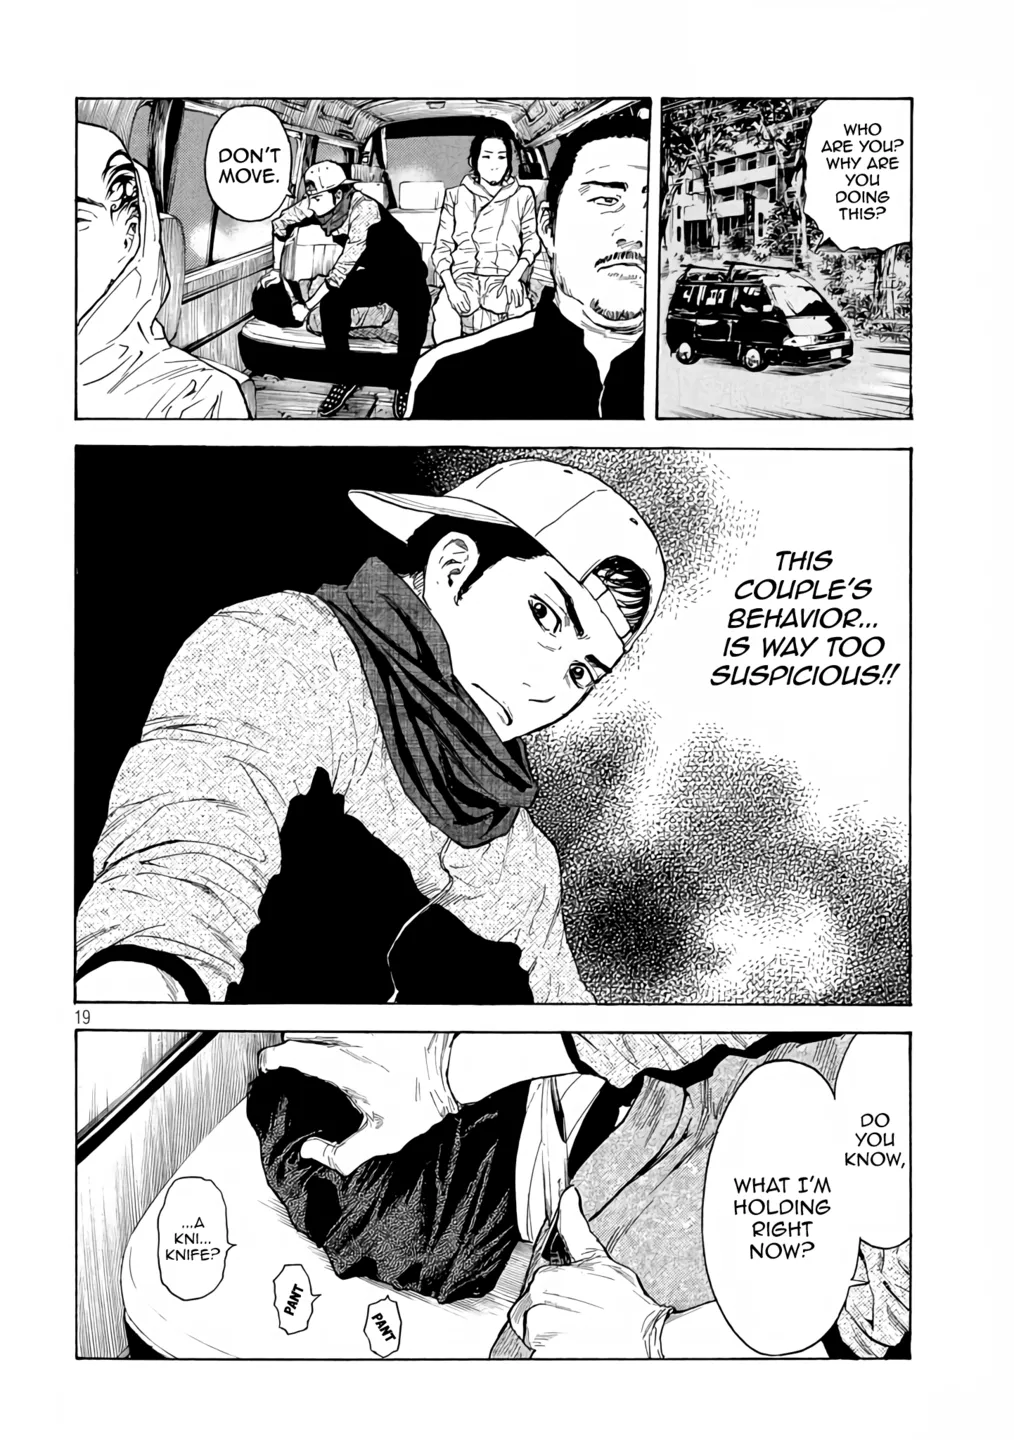 WHO
ARE YOU?
WHY ARE
YOU
DOING
THIS?
DON'T
MOVE.
THIS
COUPLE'S
BEHAVIOR...
IS WAY TOO
SUSPICIOUS!!
19
DO
YOU
KNOW,
WHAT I'M
HOLDING
RIGHT
NOW?
...A
KNI...
KNIFE?
PANT
PANT